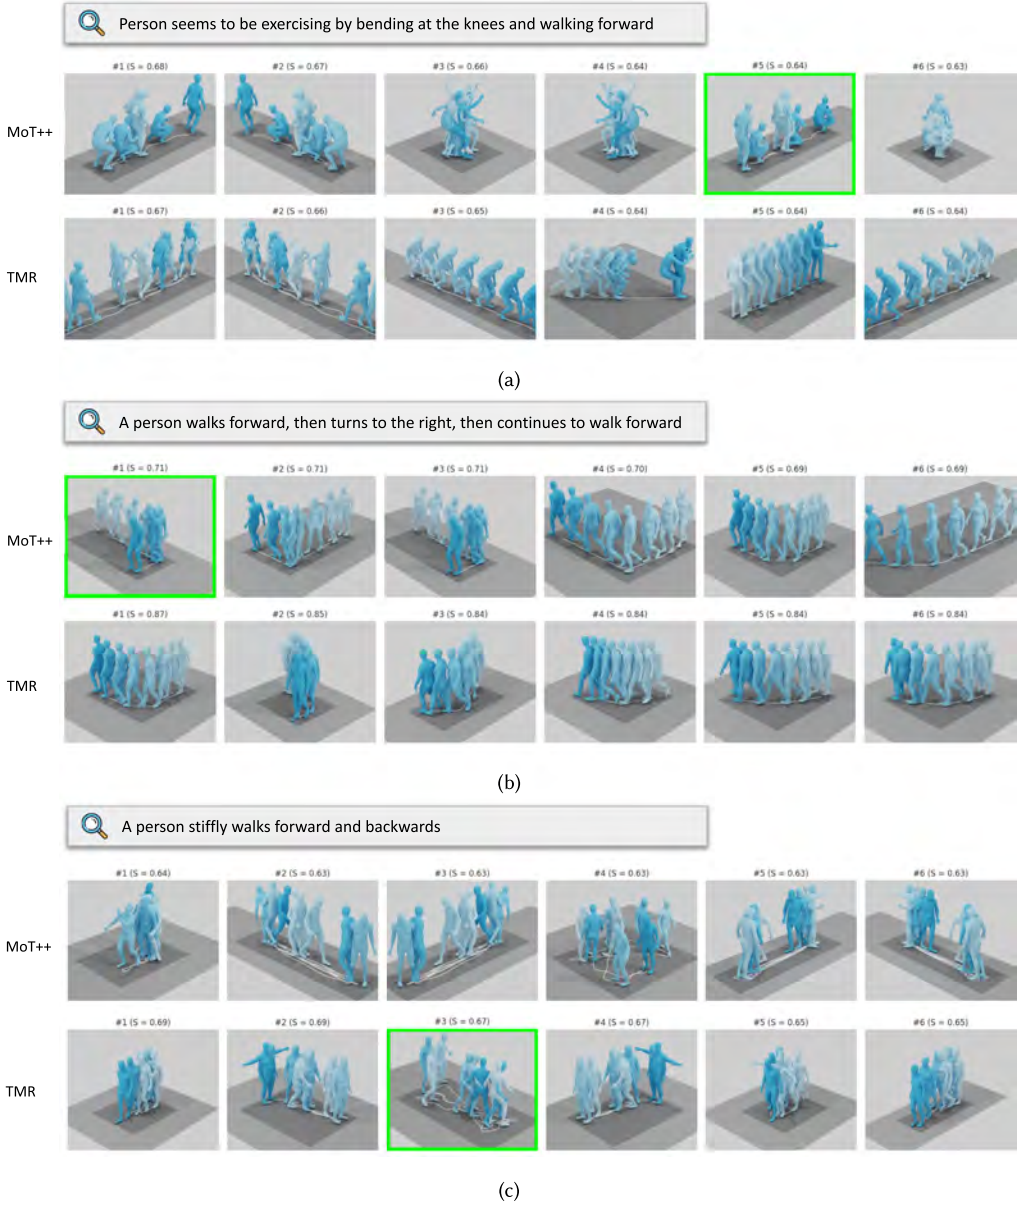 Person seems to be exercising by bending at the knees and walking forward
#1 (S = 0.68) #2 (S = 0.67) #3 (S = 0.66) #4 (S = 0.64) #5 (S = 0.64) #6 (S = 0.63)
MoT++
#1 (S = 0.67) #2 (S = 0.66) #3 (S = 0.65) #4 (S = 0.64) #5 (S = 0.64) #6 (S = 0.64)
TMR
(a)
A person walks forward, then turns to the right, then continues to walk forward
#1 (S = 0.71) #2 (S = 0.71) #3 (S = 0.71) #4 (S = 0.70) #5 (S = 0.69) #6 (S = 0.69)
MoT++
#1 (S = 0.87) #2 (S = 0.85) #3 (S = 0.84) #4 (S = 0.84) #5 (S = 0.84) #6 (S = 0.84)
TMR
(b)
A person stiffly walks forward and backwards
#1 (S = 0.64) #2 (S = 0.63) #3 (S = 0.63) #4 (S = 0.63) #5 (S = 0.63) #6 (S = 0.63)
MoT++
#1 (S = 0.69) #2 (S = 0.69) #3 (S = 0.67) #4 (S = 0.67) #5 (S = 0.65) #6 (S = 0.65)
TMR
(c)